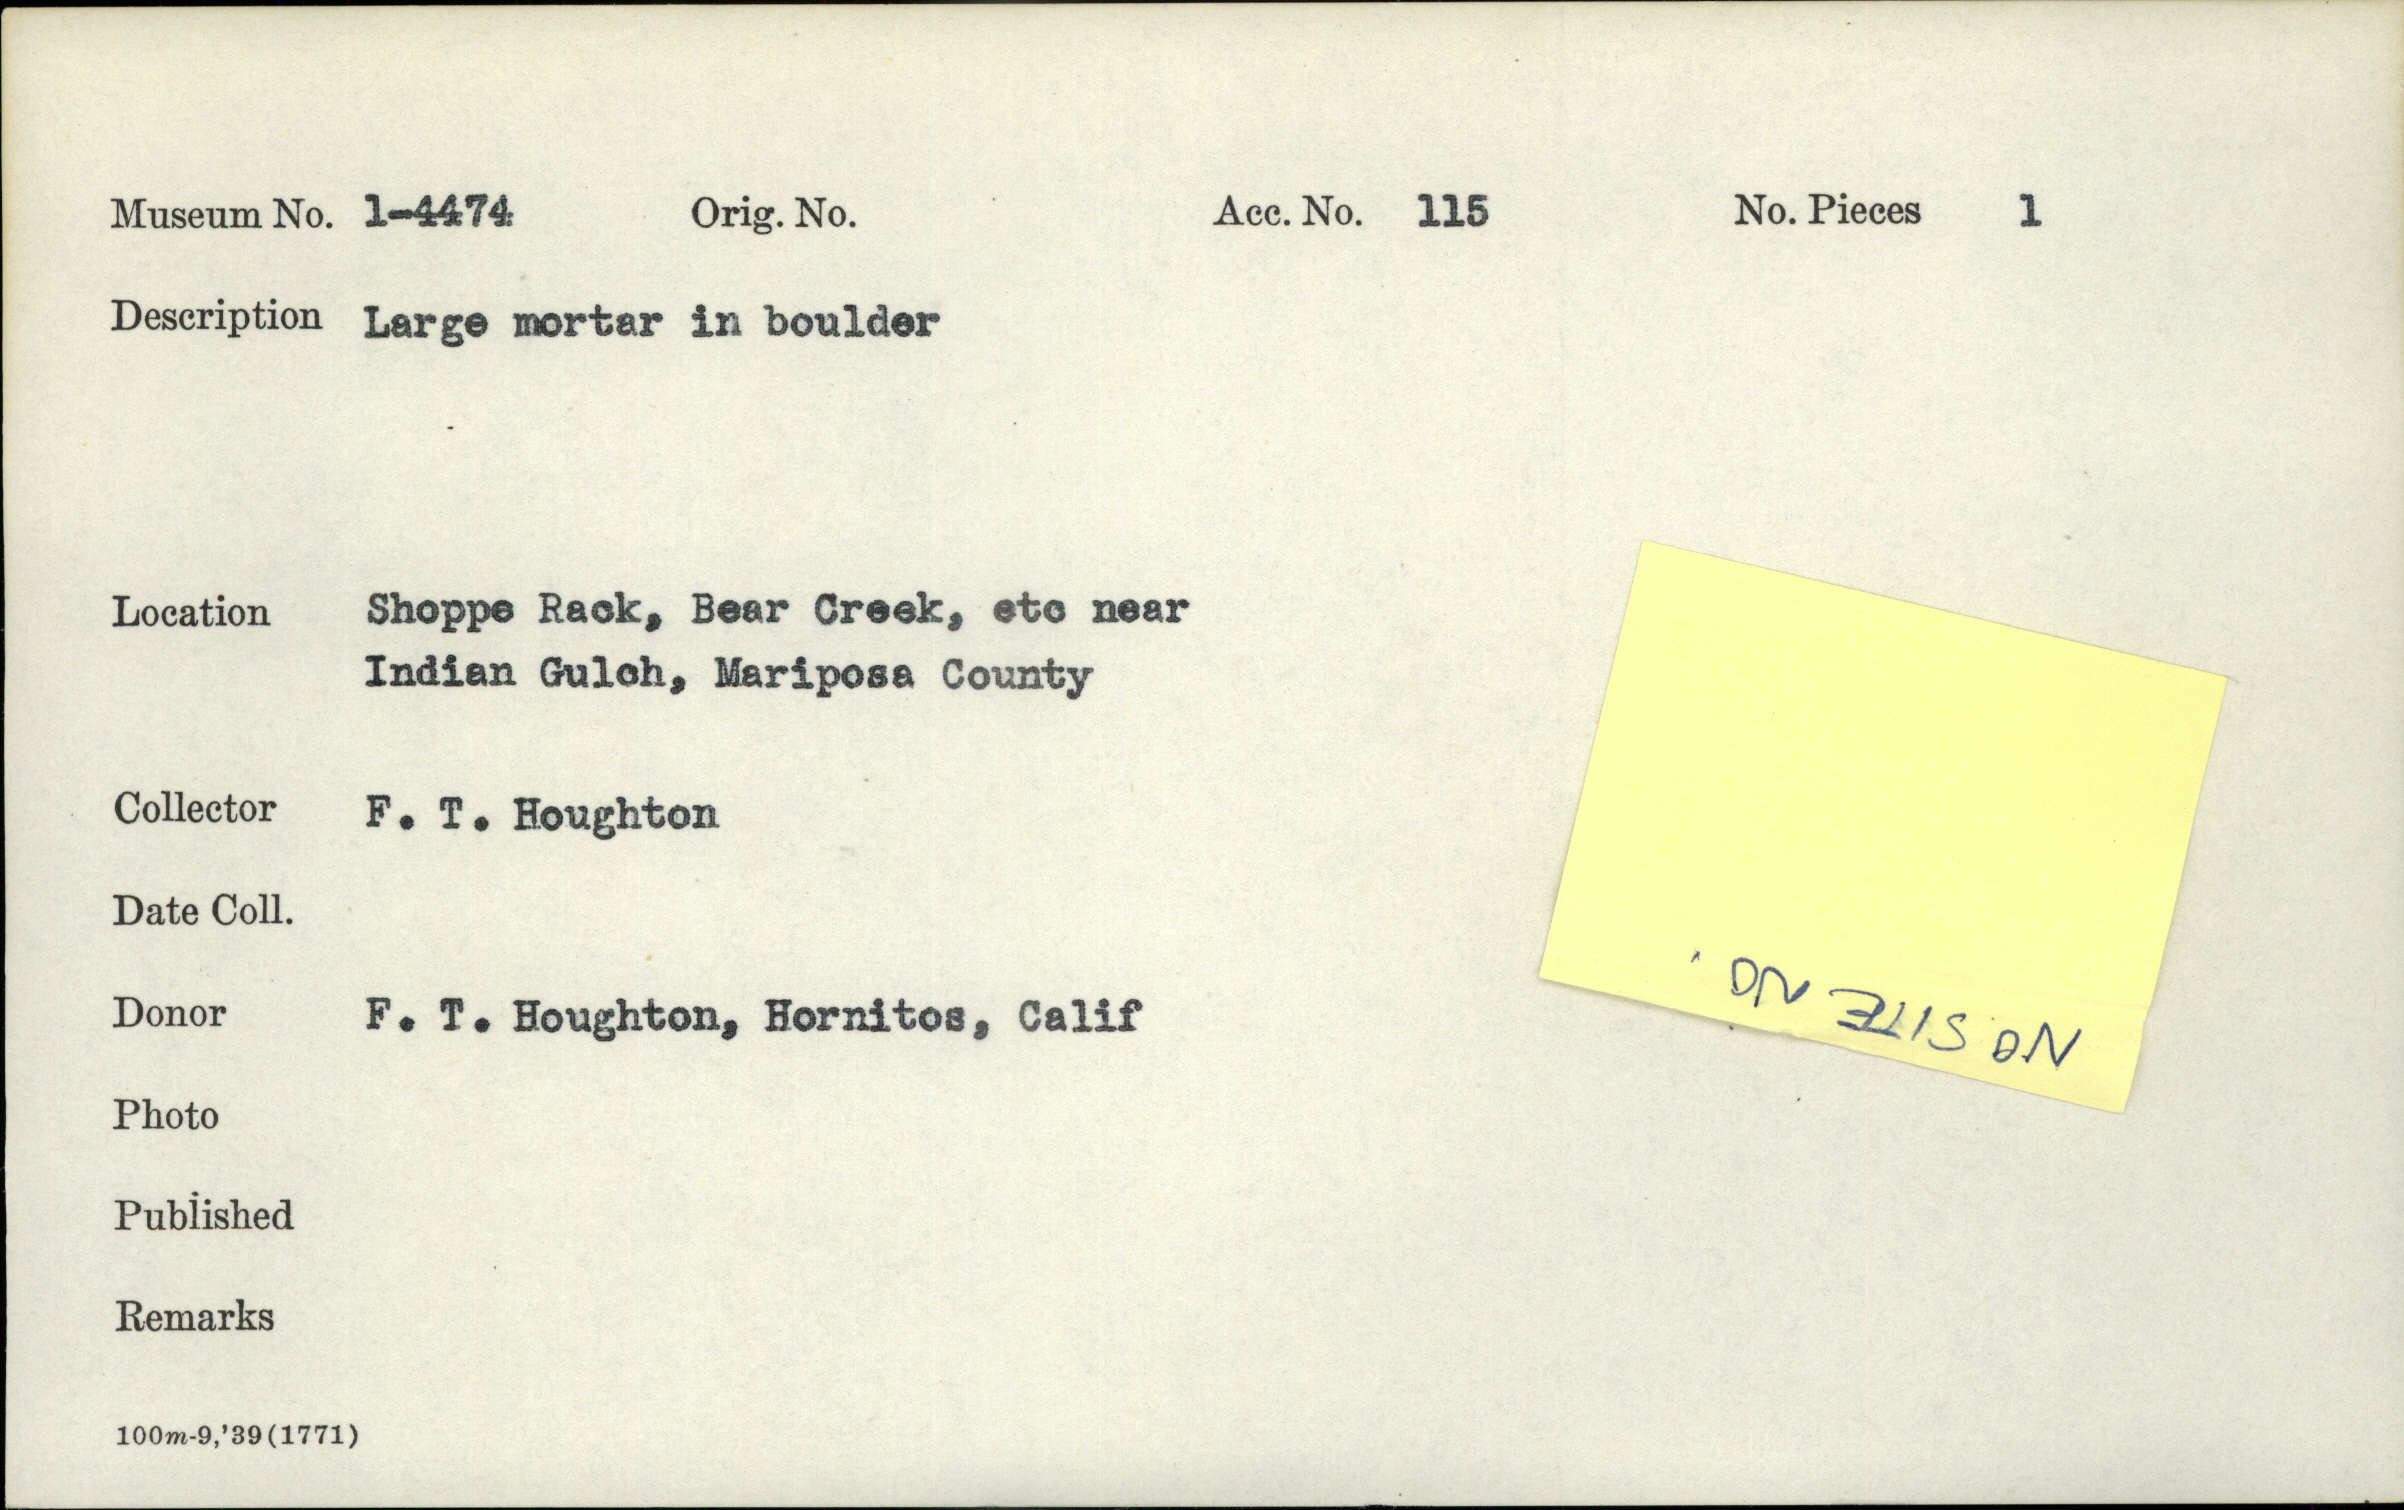 Museum No. 1-4474 Orig. No. Acc. No. 115 No. Pieces 1
Description Large mortar in boulder
Location Shoppe Rack, Bear Creek, etc near
Indian Gulch, Mariposa County
Collector F. T. Houghton
Date Coll.
Donor F. T. Houghton, Hornitos, Calif
NO SITE NO.
Photo
Published
Remarks
100m-9,'39(1771)